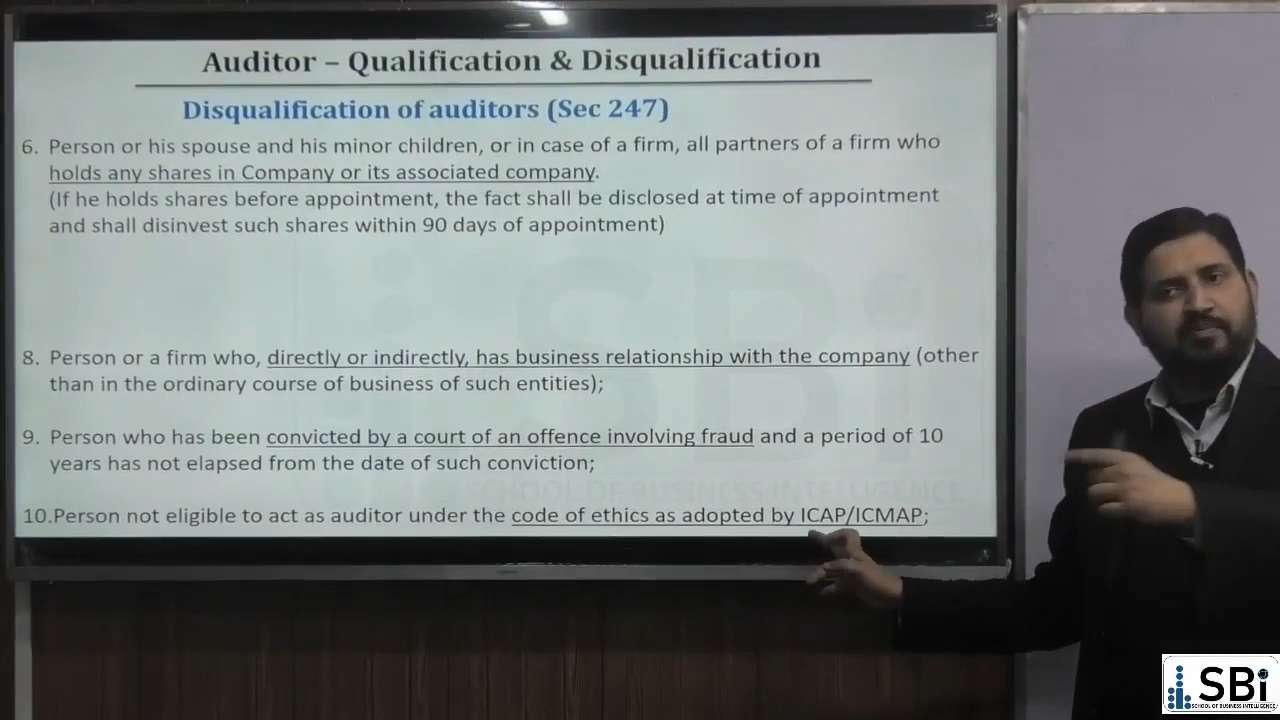 Auditor – Qualification & Disqualification
Disqualification of auditors (Sec 247)
6. Person or his spouse and his minor children, or in case of a firm, all partners of a firm who
holds any shares in Company or its associated company.
(If he holds shares before appointment, the fact shall be disclosed at time of appointment
and shall disinvest such shares within 90 days of appointment)
8. Person or a firm who, directly or indirectly, has business relationship with the company (other
than in the ordinary course of business of such entities);
9. Person who has been convicted by a court of an offence involving fraud and a period of 10
years has not elapsed from the date of such conviction;
SBi
SCHOOL OF BUSINESS INTELLIGENCE
10.Person not eligible to act as auditor under the code of ethics as adopted by ICAP/ICMAP;
SBi
SCHOOL OF BUSINESS INTELLIGENCE